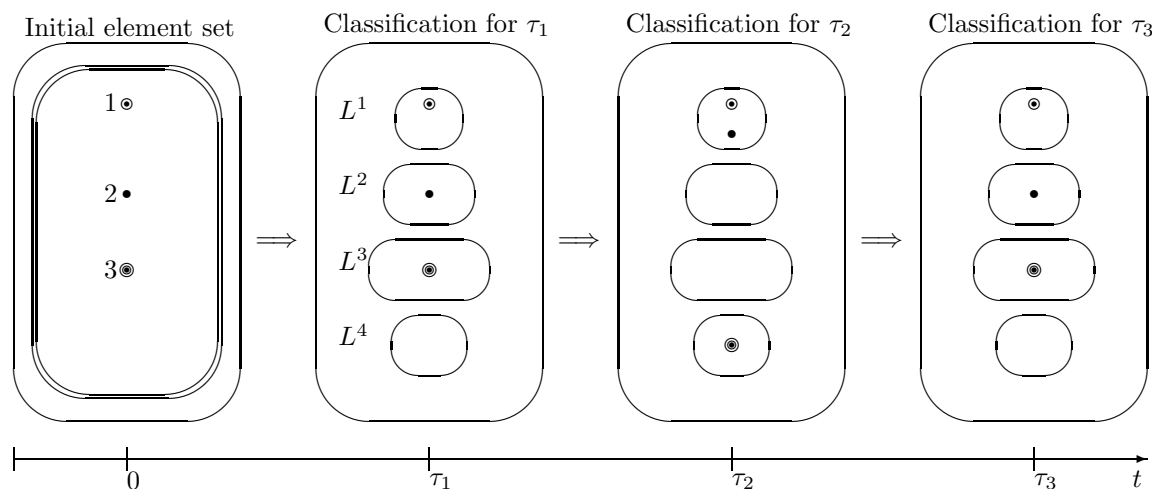 Initial element set
Classification for τ₁
Classification for τ₂
Classification for τ₃
1
2
3
⟹
L¹
L²
L³
L⁴
⟹
⟹
0
τ₁
τ₂
τ₃
t